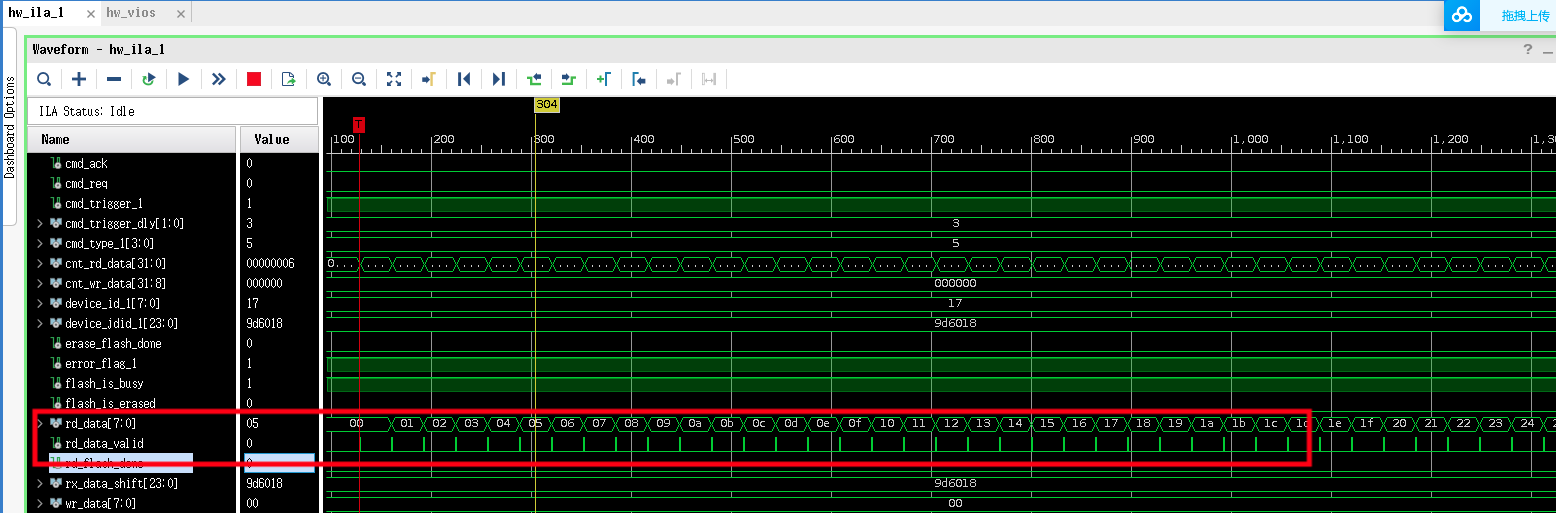 hw_ila_1 × hw_vios ×
拖拽上传
Waveform - hw_ila_1 ? _
Dashboard Options
ILA Status: Idle
304
T
Name Value
100 200 300 400 500 600 700 800 900 1,000 1,100 1,200 1,3
cmd_ack 0
cmd_req 0
cmd_trigger_1 1
cmd_trigger_dly[1:0] 3 3
cmd_type_1[3:0] 5 5
cnt_rd_data[31:0] 00000006 0...
cnt_wr_data[31:8] 000000 000000
device_id_1[7:0] 17 17
device_idid_1[23:0] 9d6018 9d6018
erase_flash_done 0
error_flag_1 1
flash_is_busy 1
flash_is_erased 0
rd_data[7:0] 05 00 01 02 03 04 05 06 07 08 09 0a 0b 0c 0d 0e 0f 10 11 12 13 14 15 16 17 18 19 1a 1b 1c 1d 1e 1f 20 21 22 23 24 2
rd_data_valid 0
rd_flash_done 0
rx_data_shift[23:0] 9d6018 9d6018
wr_data[7:0] 00 00